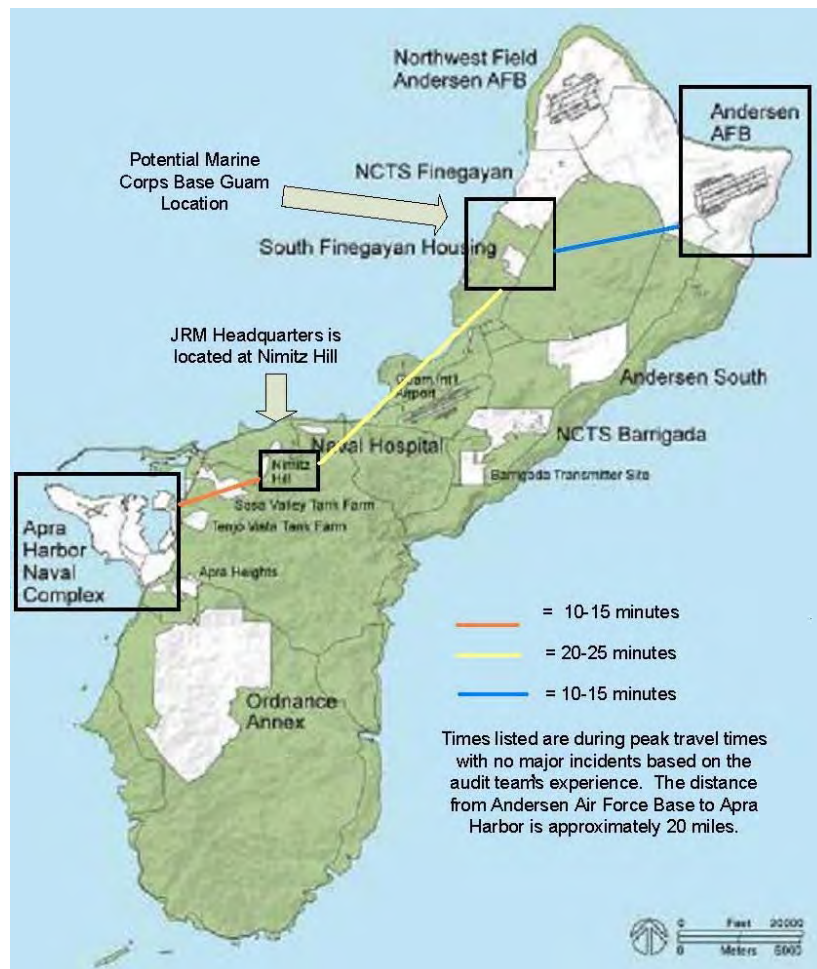 Northwest Field
Andersen AFB
Andersen
AFB
Potential Marine
Corps Base Guam
Location
NCTS Finegayan
South Finegayan Housing
JRM Headquarters is
located at Nimitz Hill
Guam Int'l
Airport
Andersen South
Naval Hospital
NCTS Barrigada
Nimitz
Hill
Barrigada Transmitter Site
Sasa Valley Tank Farm
Tenjo Vista Tank Farm
Apra
Harbor
Naval
Complex
Apra Heights
= 10-15 minutes
= 20-25 minutes
= 10-15 minutes
Ordnance
Annex
Times listed are during peak travel times
with no major incidents based on the
audit team's experience. The distance
from Andersen Air Force Base to Apra
Harbor is approximately 20 miles.
0 Feet 20000
0 Meters 5000